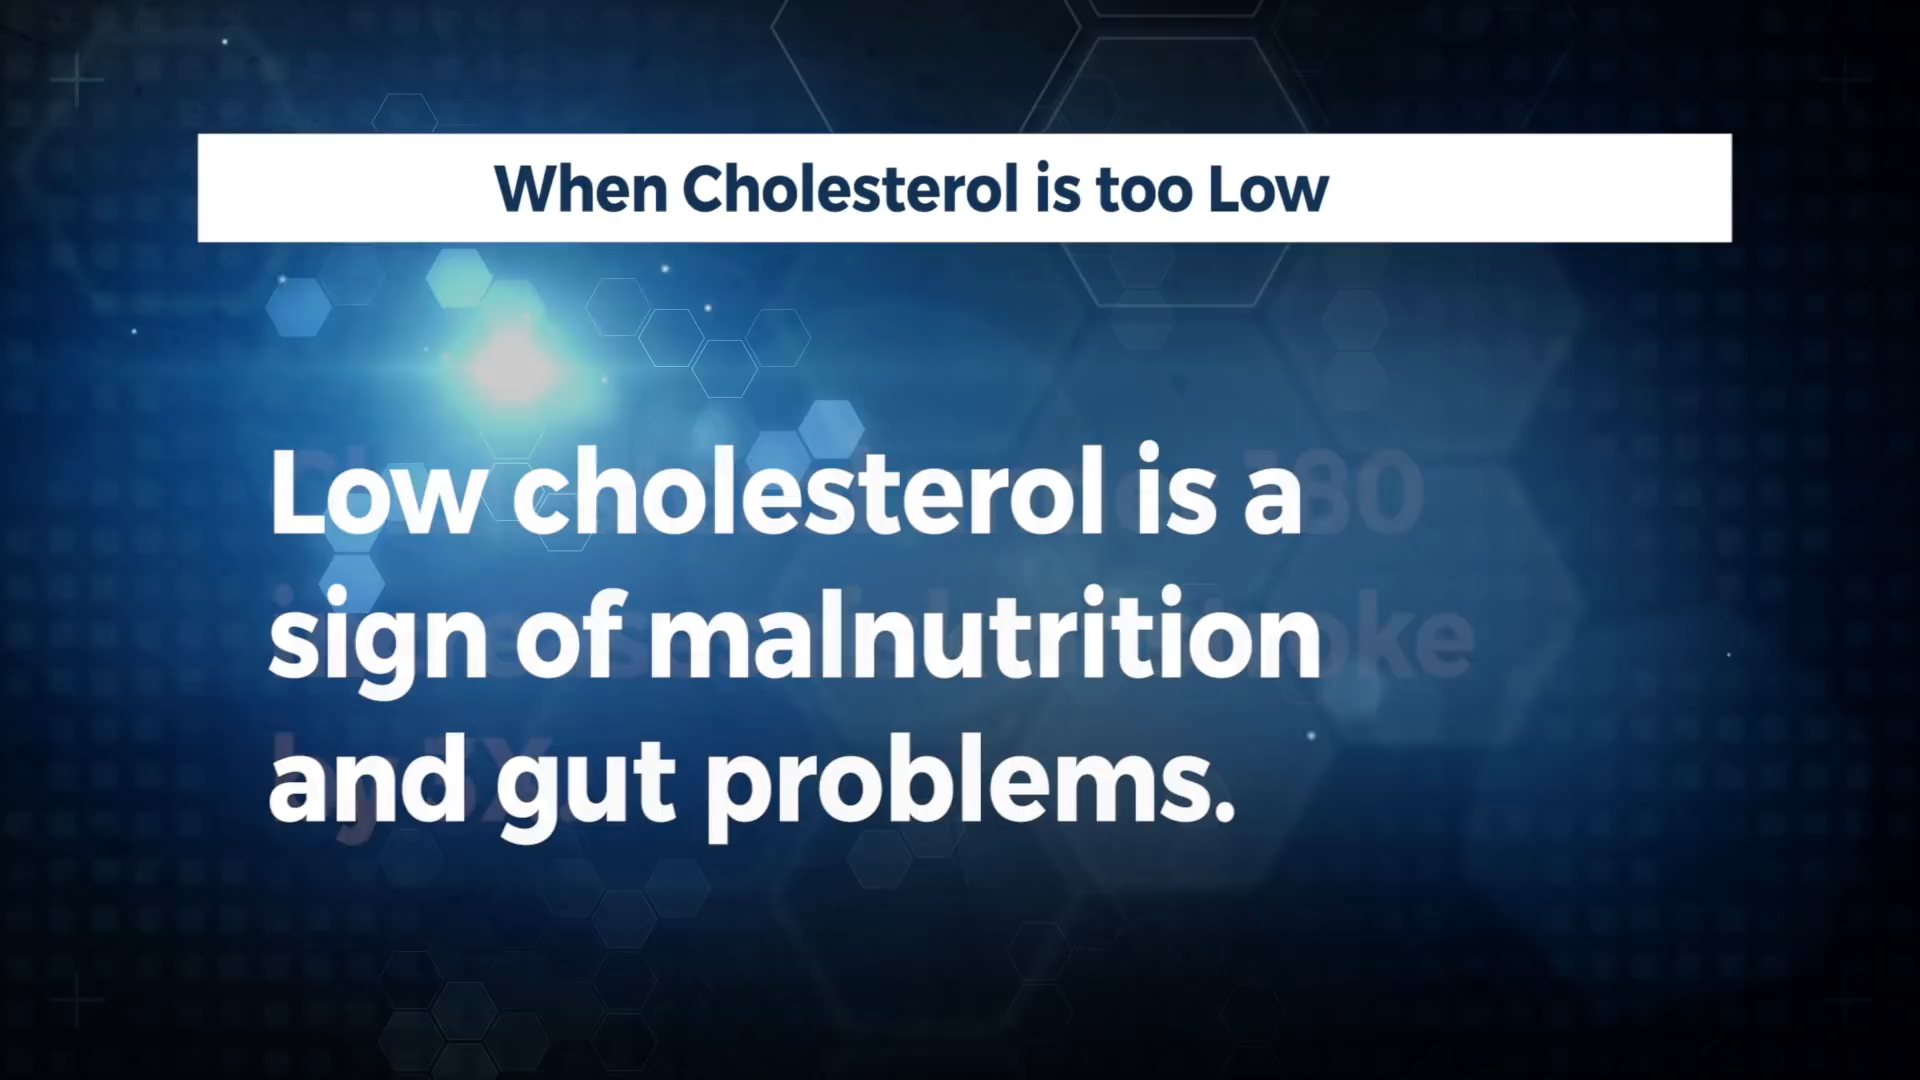 When Cholesterol is too Low
Low cholesterol is a
sign of malnutrition
and gut problems.